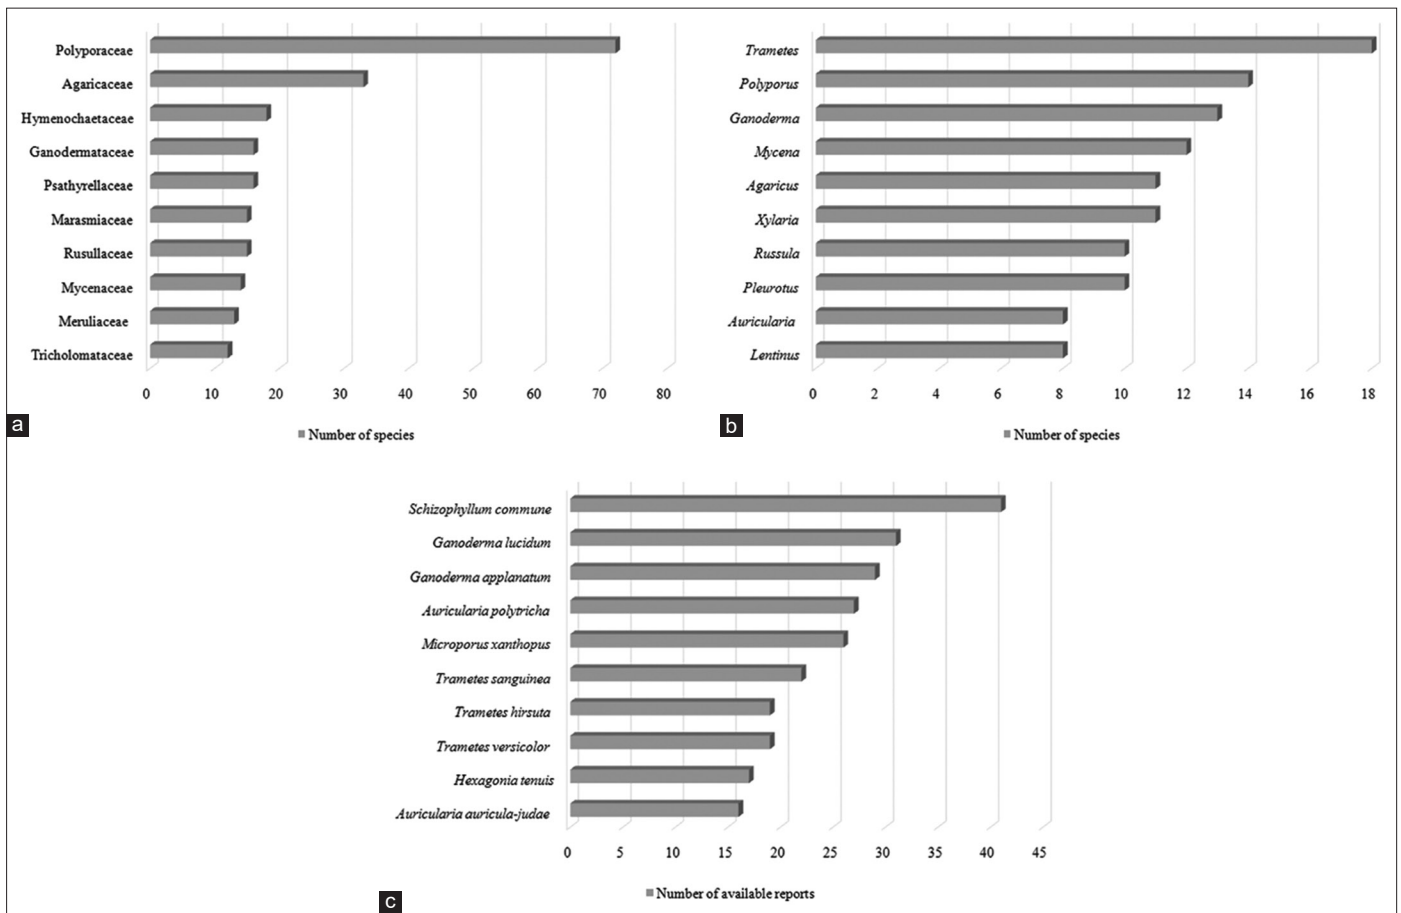 Polyporaceae
Agaricaceae
Hymenochaetaceae
Ganodermataceae
Psathyrellaceae
Marasmiaceae
Rusullaceae
Mycenaceae
Meruliaceae
Tricholomataceae
0 10 20 30 40 50 60 70 80
Number of species
a
Trametes
Polyporus
Ganoderma
Mycena
Agaricus
Xylaria
Russula
Pleurotus
Auricularia
Lentinus
0 2 4 6 8 10 12 14 16 18
Number of species
b
Schizophyllum commune
Ganoderma lucidum
Ganoderma applanatum
Auricularia polytricha
Microporus xanthopus
Trametes sanguinea
Trametes hirsuta
Trametes versicolor
Hexagonia tenuis
Auricularia auricula-judae
0 5 10 15 20 25 30 35 40 45
Number of available reports
c